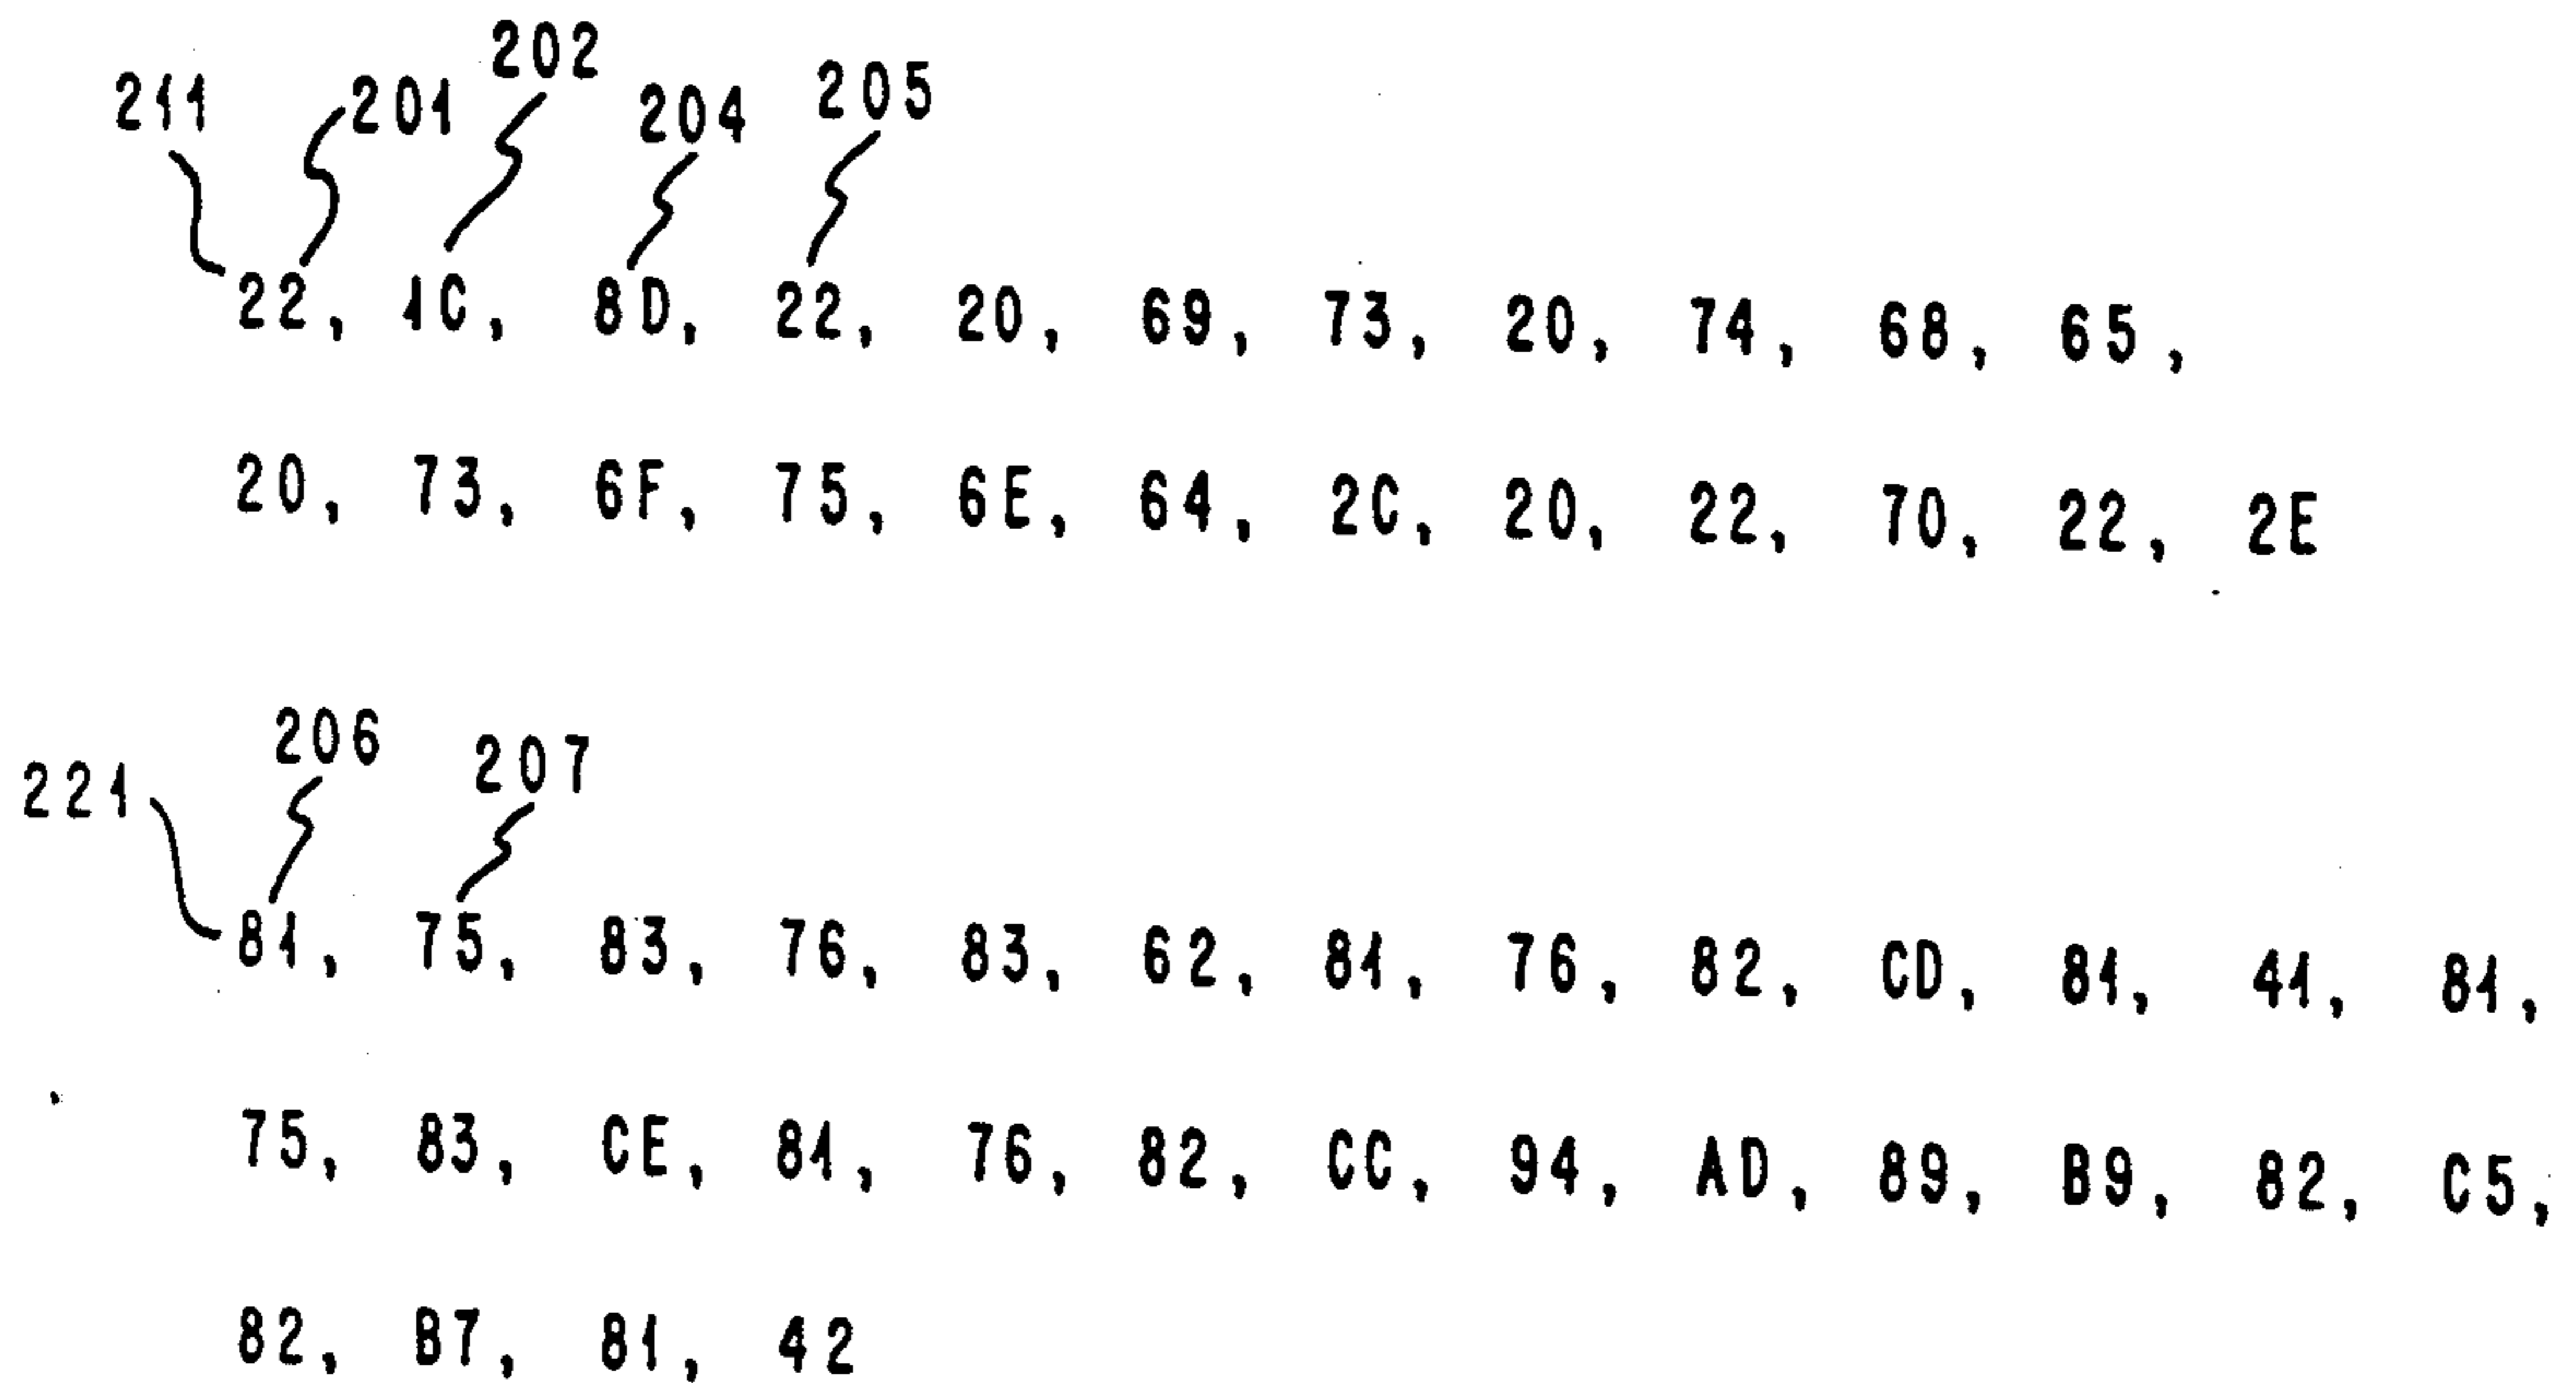 202
211 201 204 205
22, 1C, 8D, 22, 20, 69, 73, 20, 74, 68, 65,
20, 73, 6F, 75, 6E, 64, 2C, 20, 22, 70, 22, 2E
206
221 207
81, 75, 83, 76, 83, 62, 81, 76, 82, CD, 81, 41, 81,
75, 83, CE, 81, 76, 82, CC, 94, AD, 89, B9, 82, C5,
82, B7, 81, 42